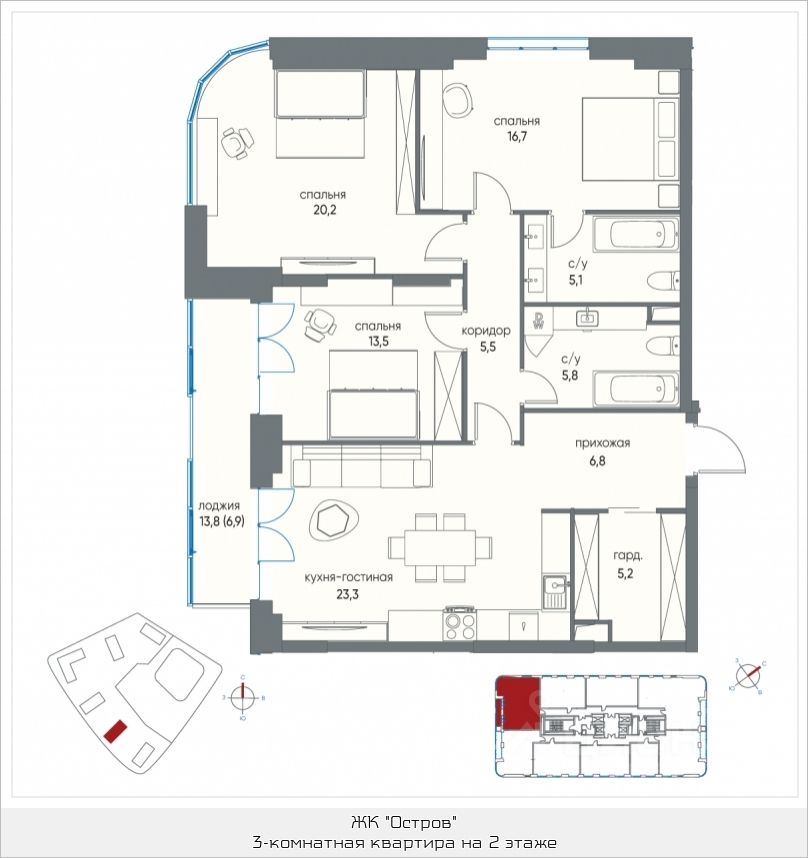 спальня
16,7
спальня
20,2
с/у
5,1
спальня
13,5
коридор
5,5
D
W
с/у
5,8
прихожая
6,8
лоджия
13,8 (6,9)
гард.
5,2
кухня-гостиная
23,3
С
З
В
Ю
З
С
Ю
В
ЖК "Остров"
3-комнатная квартира на 2 этаже